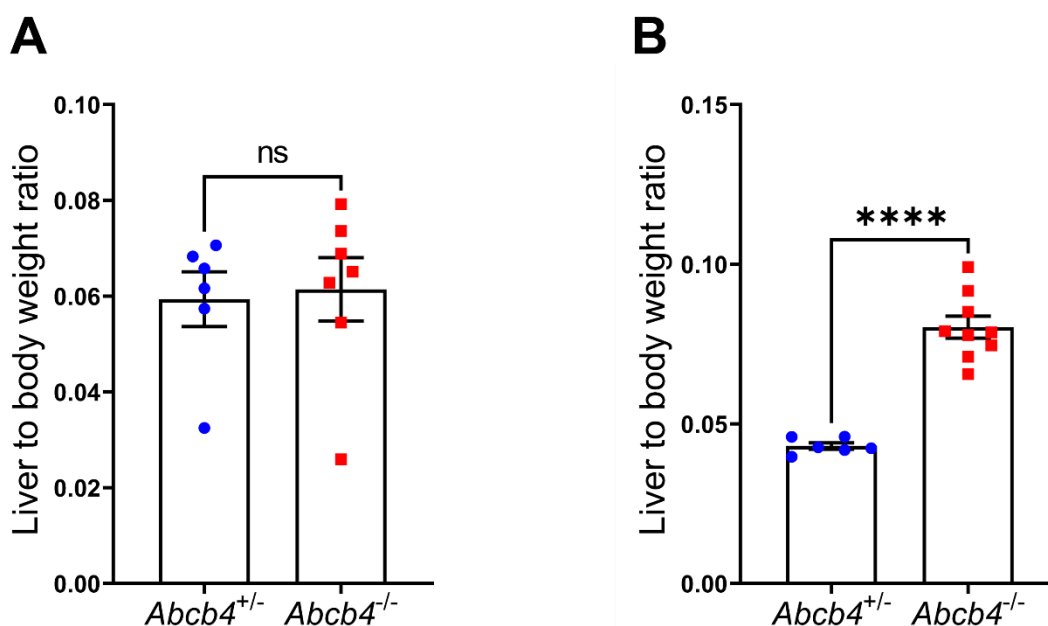 A
Liver to body weight ratio
0.10
0.08
0.06
0.04
0.02
0.00
ns
Abcb4+/-
Abcb4-/-
B
Liver to body weight ratio
0.15
0.10
0.05
0.00
****
Abcb4+/-
Abcb4-/-